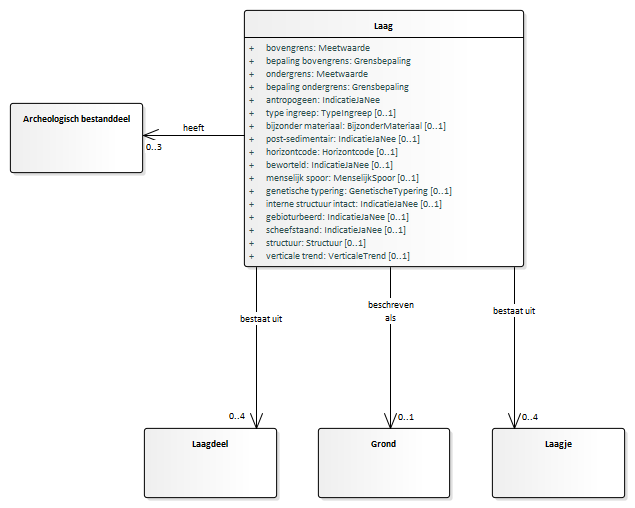 Laag
+ bovengrens: Meetwaarde
+ bepaling bovengrens: Grensbepaling
+ ondergrens: Meetwaarde
+ bepaling ondergrens: Grensbepaling
+ antropogeen: IndicatieJaNee
+ type ingreep: TypeIngreep [0..1]
+ bijzonder materiaal: BijzonderMateriaal [0..1]
+ post-sedimentair: IndicatieJaNee [0..1]
+ horizontcode: Horizontcode [0..1]
+ beworteld: IndicatieJaNee [0..1]
+ menselijk spoor: MenselijkSpoor [0..1]
+ genetische typering: GenetischeTypering [0..1]
+ interne structuur intact: IndicatieJaNee [0..1]
+ gebioturbeerd: IndicatieJaNee [0..1]
+ scheefstaand: IndicatieJaNee [0..1]
+ structuur: Structuur [0..1]
+ verticale trend: VerticaleTrend [0..1]
Archeologisch bestanddeel
heeft
0..3
bestaat uit
beschreven
als
bestaat uit
0..4
0..1
0..4
Laagdeel
Grond
Laagje